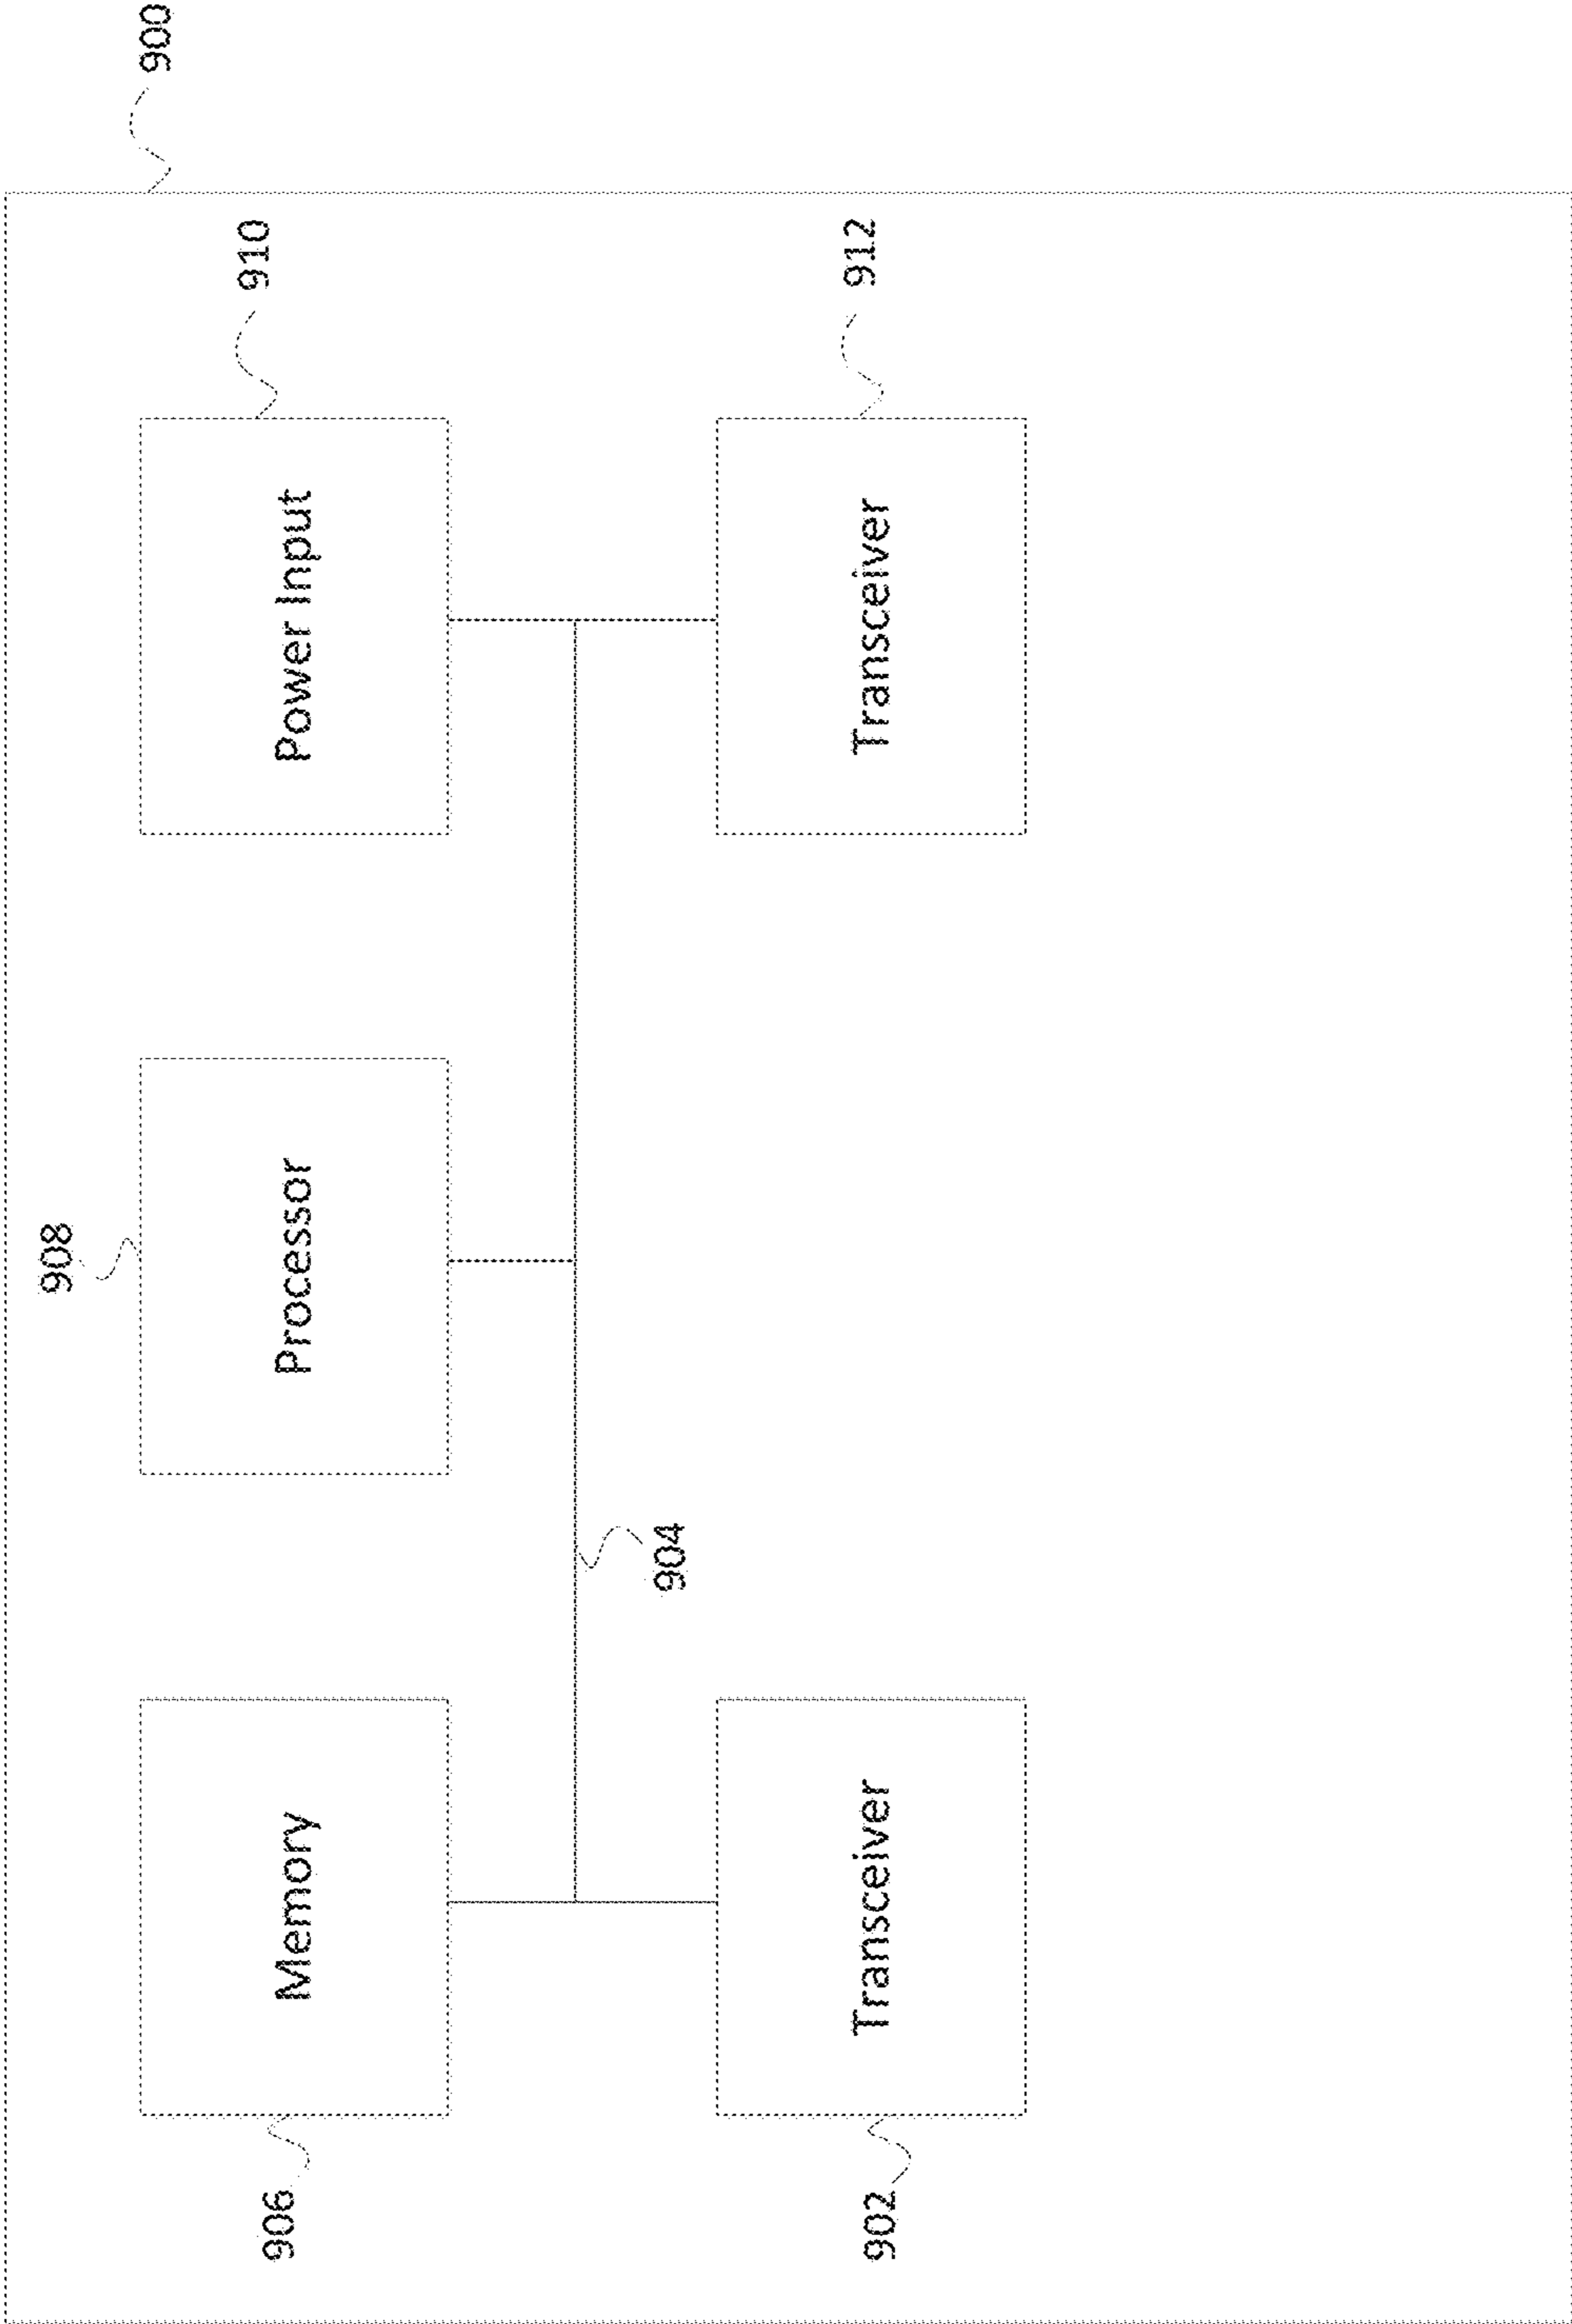 900
908
906
Memory
Processor
Power Input
910
904
902
Transceiver
Transceiver
912